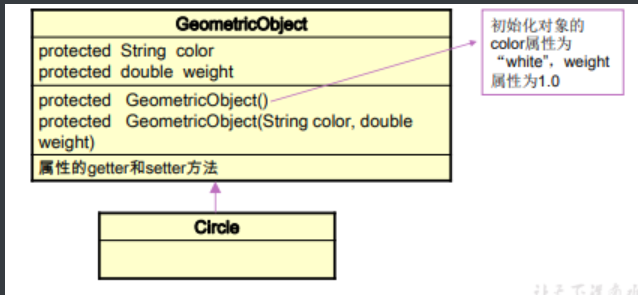 GeometricObject
protected String color
protected double weight
protected GeometricObject()
protected GeometricObject(String color, double
weight)
属性的getter和setter方法
初始化对象的
color属性为
“white”，weight
属性为1.0
Circle